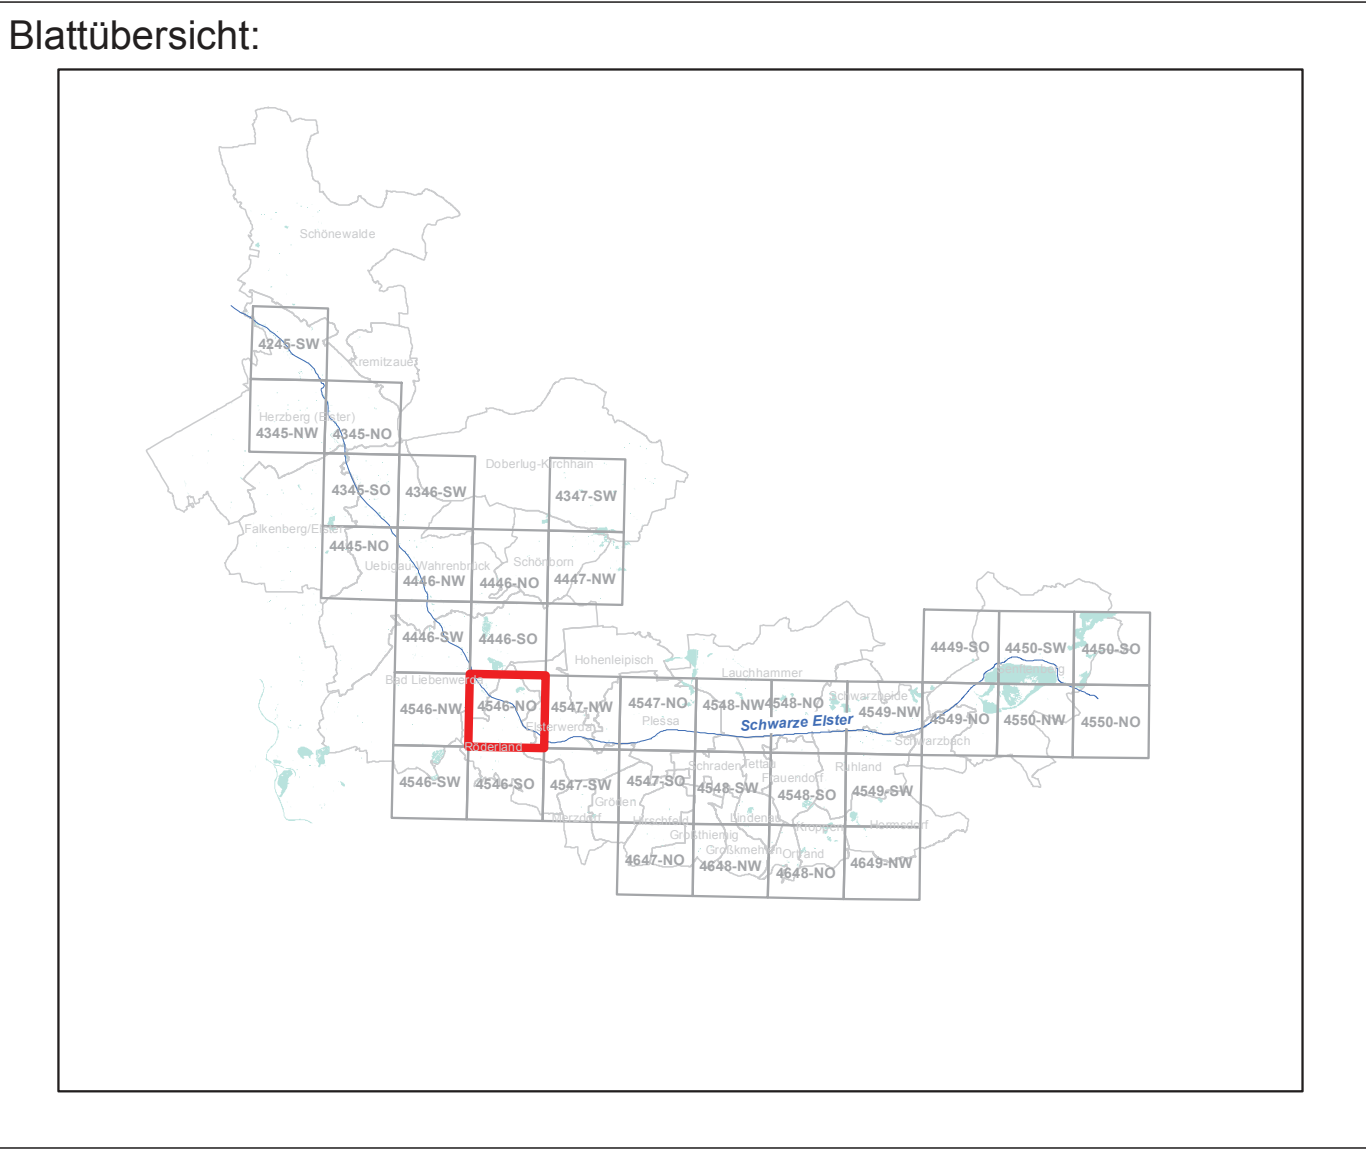 Blattübersicht:
Schönewalde
4245-SW
Kremitzaue
Herzberg (Elster)
4345-NW
4345-NO
Doberlug-Kirchhain
4345-SO
4346-SW
4347-SW
Falkenberg/Elster
4445-NO
Uebigau-Wahrenbrück
Schönborn
4446-NW
4446-NO
4447-NW
4446-SW
4446-SO
4449-SO
4450-SW
4450-SO
Hohenleipisch
Lauchhammer
Senftenberg
Bad Liebenwerda
4546-NW
4546-NO
4547-NW
4547-NO
4548-NW
4548-NO
Schwarzheide
4549-NW
4549-NO
4550-NW
4550-NO
Elsterwerda
Plessa
Schwarze Elster
Schwarzbach
Röderland
Schraden
Tettau
Frauendorf
Ruhland
4546-SW
4546-SO
4547-SW
4547-SO
4548-SW
4548-SO
4549-SW
Gröden
Merzdorf
Hirschfeld
Lindenau
Kroppen
Hermsdorf
Großthiemig
Großkmehlen
Ortrand
4647-NO
4648-NW
4648-NO
4649-NW